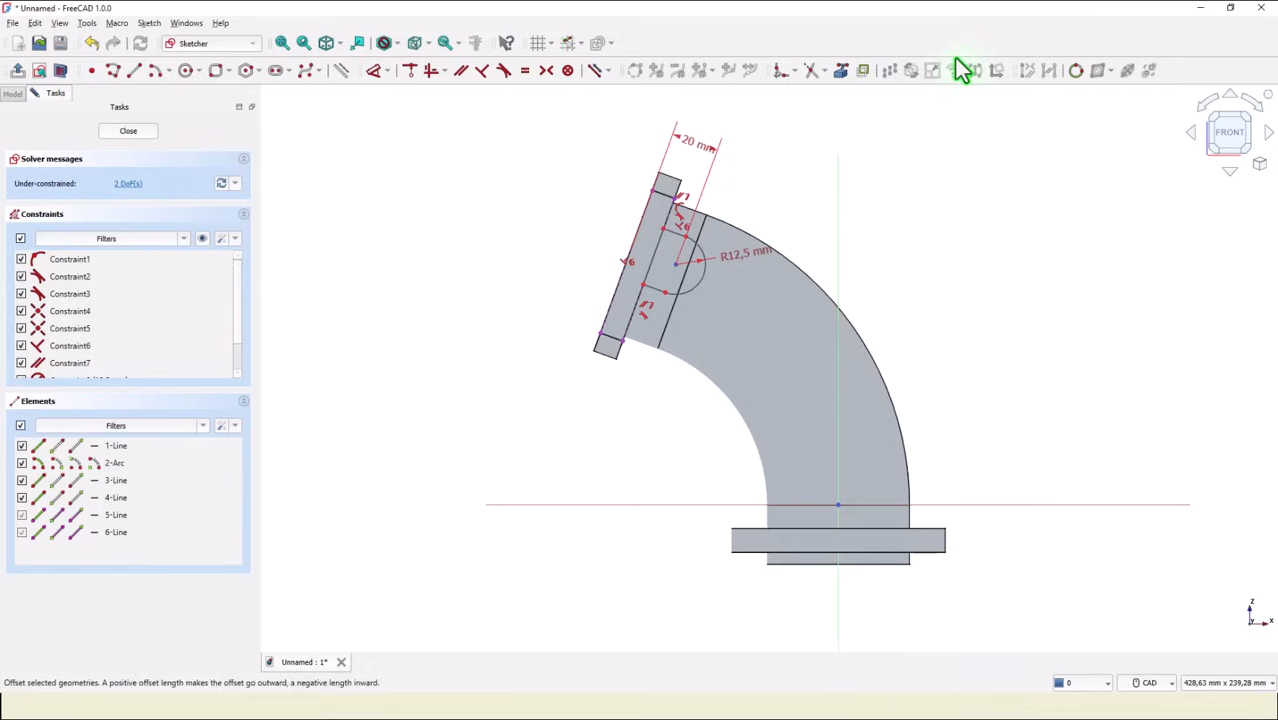 * Unnamed - FreeCAD 1.0.0
File Edit View Tools Macro Sketch Windows Help
Sketcher
Model Tasks
Tasks
Close
Solver messages
Under-constrained: 2 DoF(s)
Constraints
Filters
Constraint1
Constraint2
Constraint3
Constraint4
Constraint5
Constraint6
Constraint7
Elements
Filters
1-Line
2-Arc
3-Line
4-Line
5-Line
6-Line
20 mm
R12,5 mm
FRONT
Z
X
Unnamed : 1*
Offset selected geometries. A positive offset length makes the offset go outward, a negative length inward.
0
CAD
428,63 mm x 239,28 mm